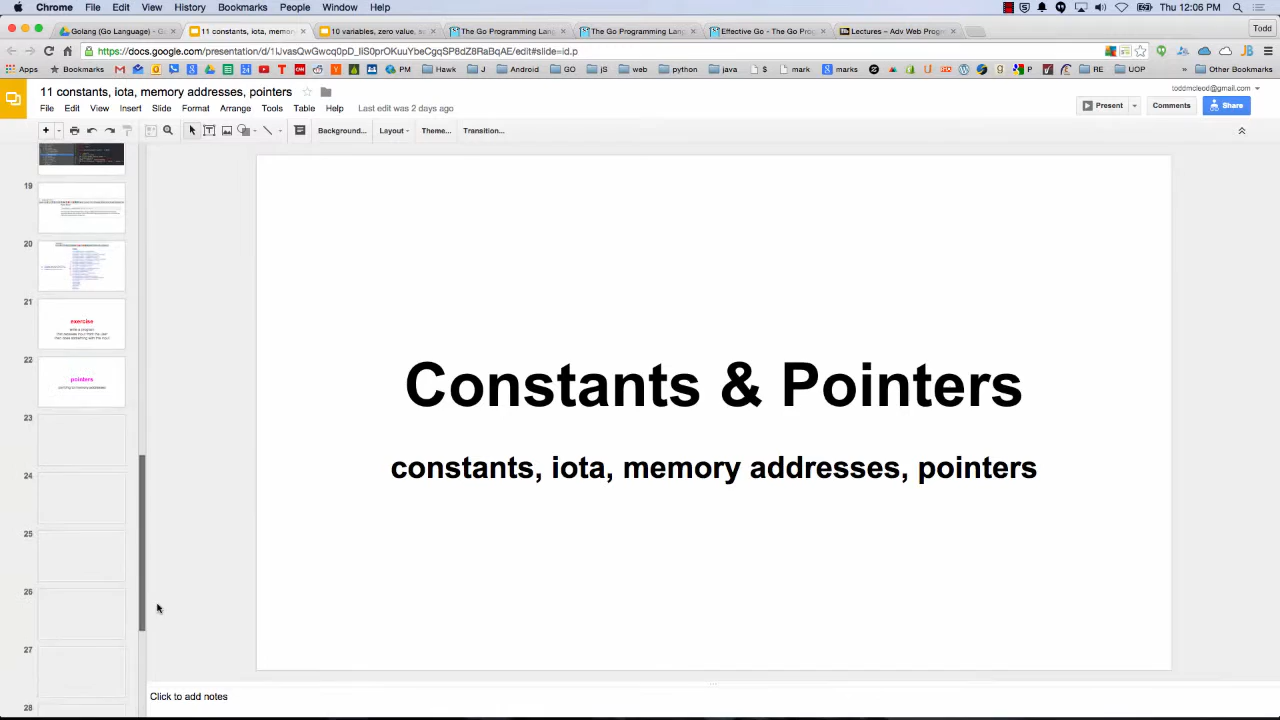 Chrome File Edit View History Bookmarks People Window Help Thu 12:06 PM
Golang (Go Language) - G 11 constants, iota, memor 10 variables, zero value, s The Go Programming Lang The Go Programming Lang Effective Go - The Go Prog Lectures – Adv Web Progr Todd
https://docs.google.com/presentation/d/1IJvasQwGwcq0pD_IlS0prOKuuYbeCgqSP8dZ8RaBqAE/edit#slide=id.p
Apps Bookmarks PM Hawk J Android GO jS web python java $ mark marks P RE UOP »
11 constants, iota, memory addresses, pointers
toddmcleod@gmail.com
File Edit View Insert Slide Format Arrange Tools Table Help Last edit was 2 days ago
Present Comments Share
Background... Layout Theme... Transition...
19
20
21
exercise
22
pointers
pointing to memory addresses
23
24
25
26
27
28
Constants & Pointers
constants, iota, memory addresses, pointers
Click to add notes